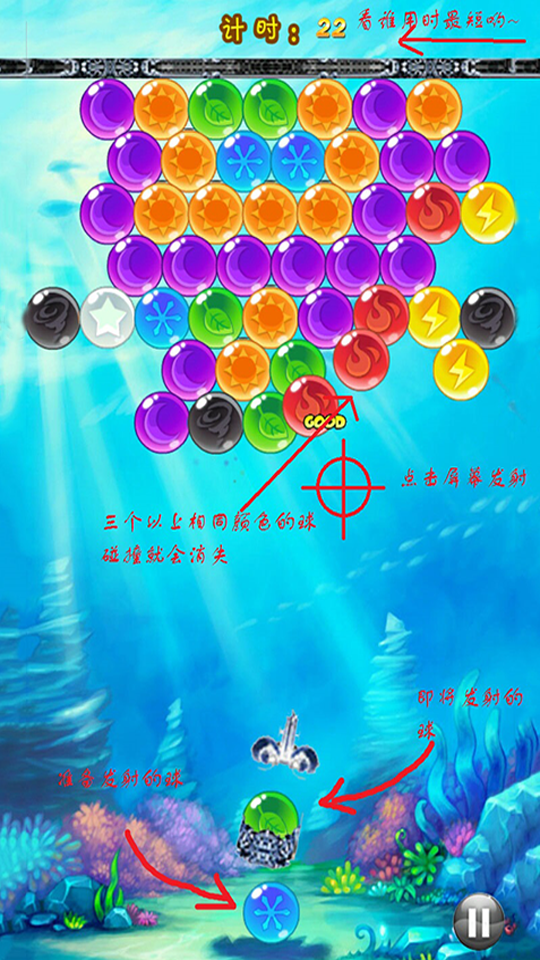 计时：22 看谁用时最短哟~
GOOD
点击屏幕发射
三个以上相同颜色的球
碰撞就会消失
即将发射的
球
准备发射的球